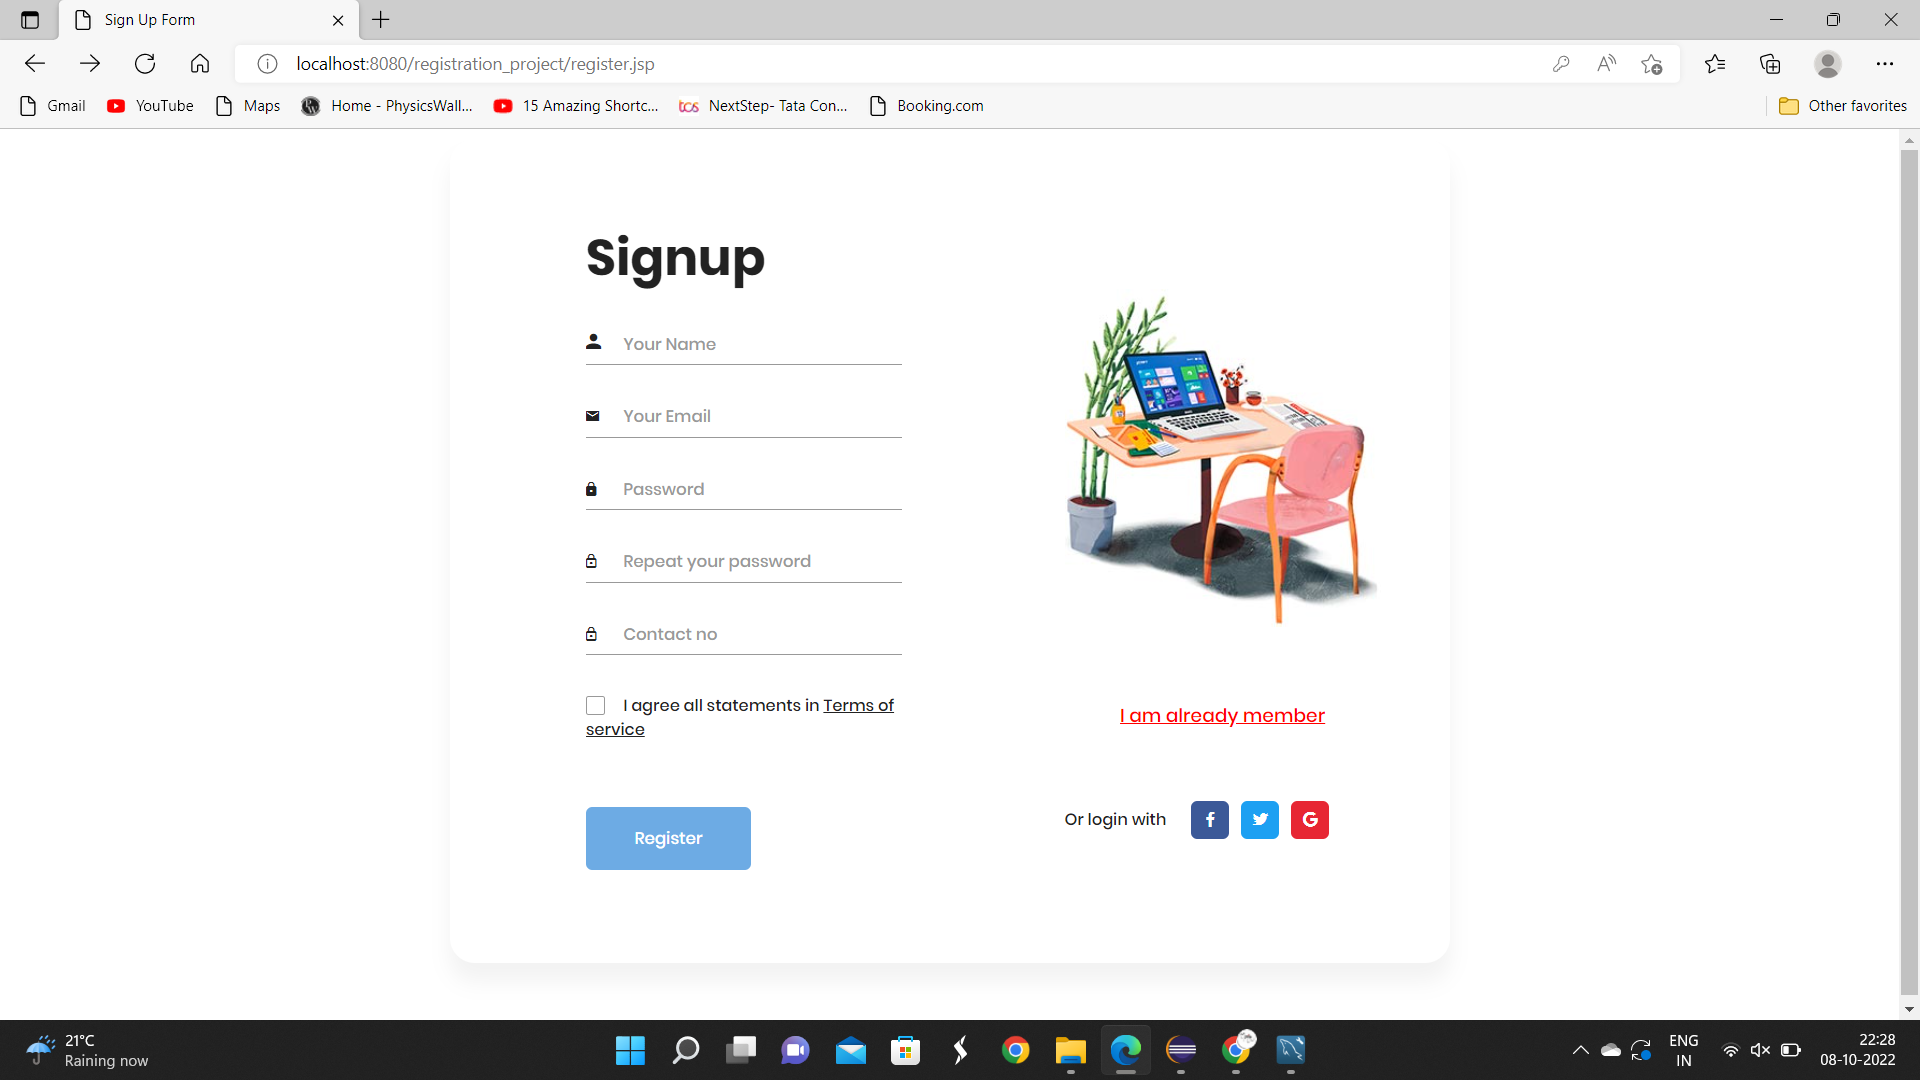 Sign Up Form
localhost:8080/registration_project/register.jsp
Gmail
YouTube
Maps
Home - PhysicsWall...
15 Amazing Shortc...
tcs
NextStep- Tata Con...
Booking.com
Other favorites
Signup
Your Name
Your Email
Password
Repeat your password
Contact no
I agree all statements in Terms of
service
I am already member
Register
Or login with
21°C
Raining now
ENG
IN
22:28
08-10-2022